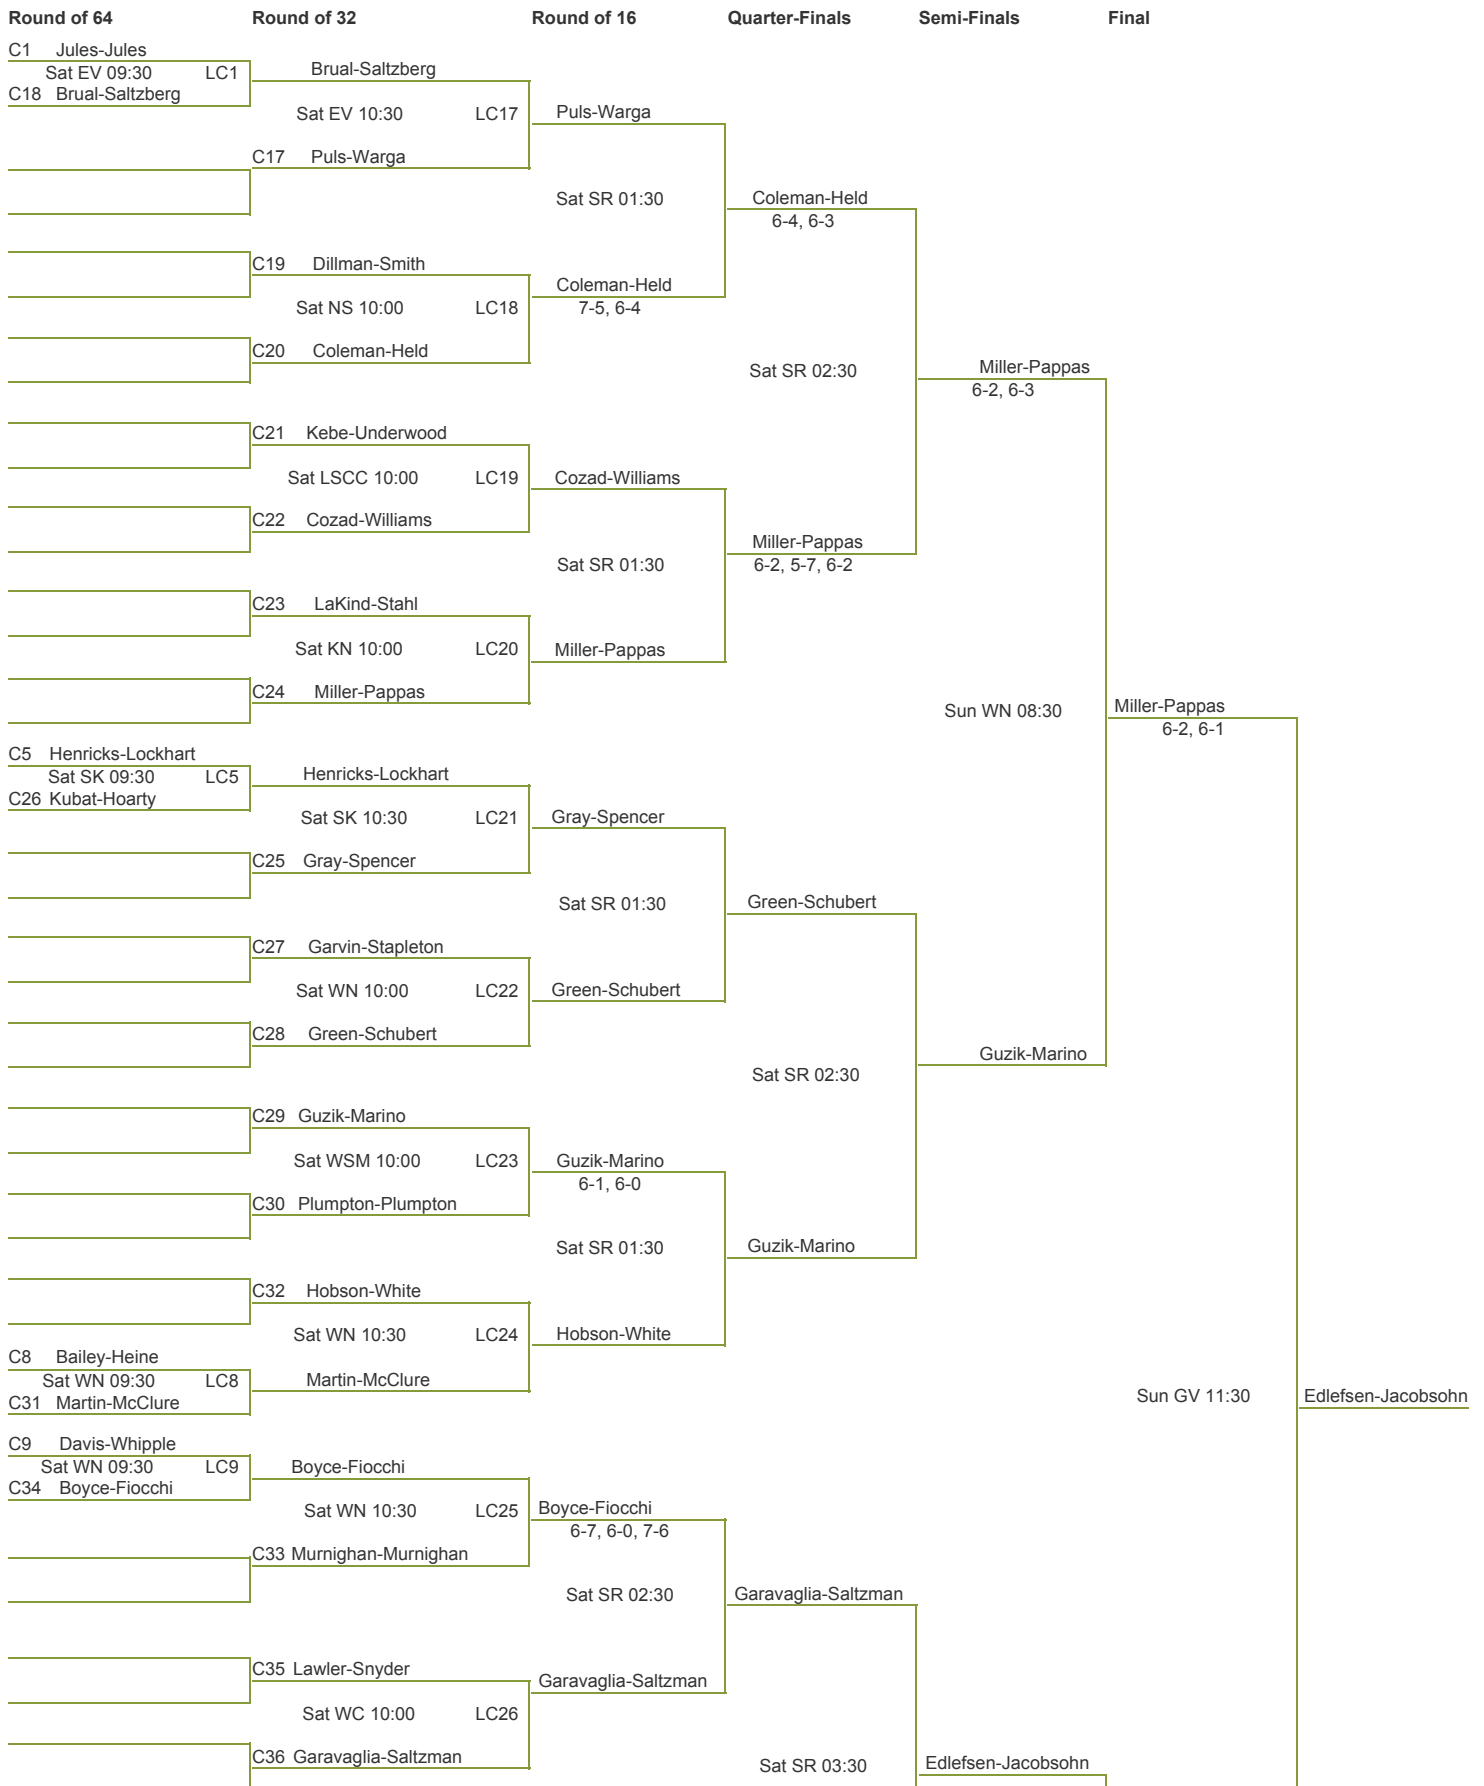 Round of 64 Round of 32 Round of 16 Quarter-Finals Semi-Finals Final
C1 Jules-Jules
Sat EV 09:30 LC1
C18 Brual-Saltzberg
Brual-Saltzberg
Sat EV 10:30 LC17
Puls-Warga
C17 Puls-Warga
Sat SR 01:30
Coleman-Held
6-4, 6-3
C19 Dillman-Smith
Coleman-Held
Sat NS 10:00 LC18
7-5, 6-4
C20 Coleman-Held
Sat SR 02:30
Miller-Pappas
6-2, 6-3
C21 Kebe-Underwood
Sat LSCC 10:00 LC19
Cozad-Williams
C22 Cozad-Williams
Miller-Pappas
Sat SR 01:30
6-2, 5-7, 6-2
C23 LaKind-Stahl
Sat KN 10:00 LC20
Miller-Pappas
C24 Miller-Pappas
Sun WN 08:30
Miller-Pappas
6-2, 6-1
C5 Henricks-Lockhart
Sat SK 09:30 LC5
C26 Kubat-Hoarty
Henricks-Lockhart
Sat SK 10:30 LC21
Gray-Spencer
C25 Gray-Spencer
Sat SR 01:30
Green-Schubert
C27 Garvin-Stapleton
Sat WN 10:00 LC22
Green-Schubert
C28 Green-Schubert
Guzik-Marino
Sat SR 02:30
C29 Guzik-Marino
Sat WSM 10:00 LC23
Guzik-Marino
6-1, 6-0
C30 Plumpton-Plumpton
Sat SR 01:30
Guzik-Marino
C32 Hobson-White
Sat WN 10:30 LC24
Hobson-White
C8 Bailey-Heine
Sat WN 09:30 LC8
C31 Martin-McClure
Martin-McClure
Sun GV 11:30
Edlefsen-Jacobsohn
C9 Davis-Whipple
Sat WN 09:30 LC9
C34 Boyce-Fiocchi
Boyce-Fiocchi
Sat WN 10:30 LC25
Boyce-Fiocchi
6-7, 6-0, 7-6
C33 Murnighan-Murnighan
Sat SR 02:30
Garavaglia-Saltzman
C35 Lawler-Snyder
Garavaglia-Saltzman
Sat WC 10:00 LC26
C36 Garavaglia-Saltzman
Sat SR 03:30
Edlefsen-Jacobsohn